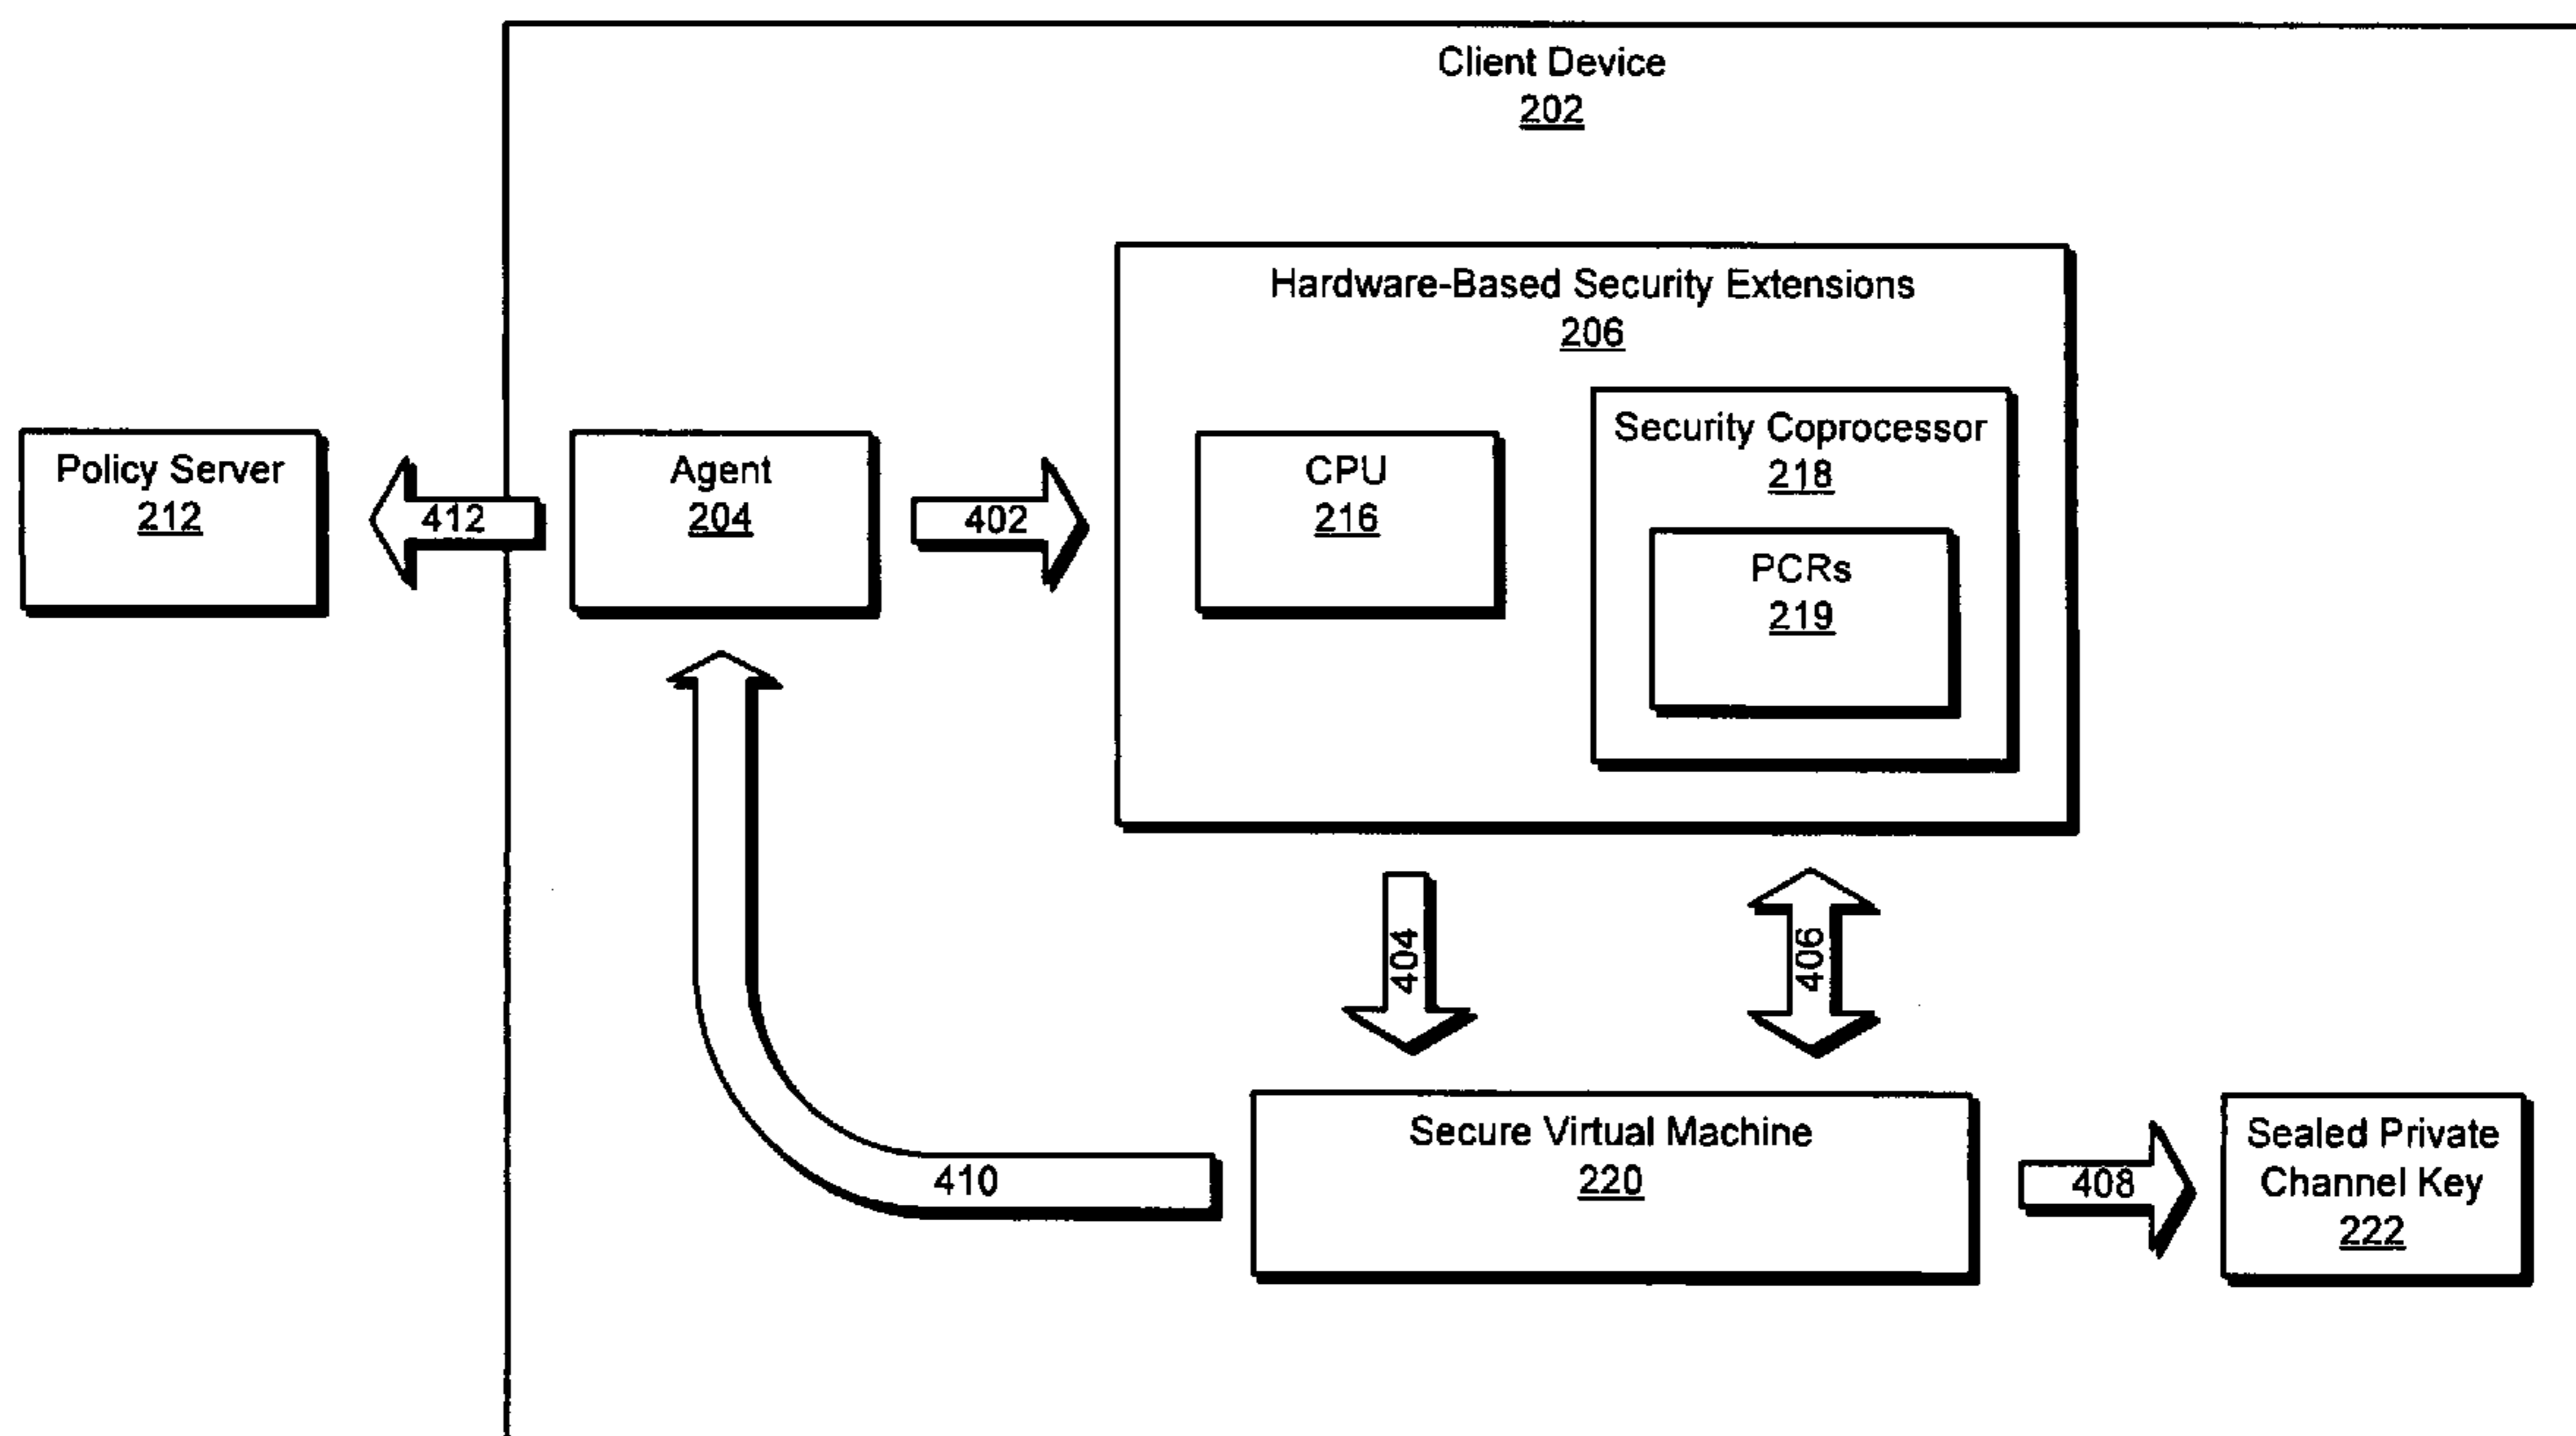 Client Device
202
Hardware-Based Security Extensions
206
Policy Server
212
412
Agent
204
402
CPU
216
Security Coprocessor
218
PCRs
219
404
406
410
Secure Virtual Machine
220
408
Sealed Private
Channel Key
222